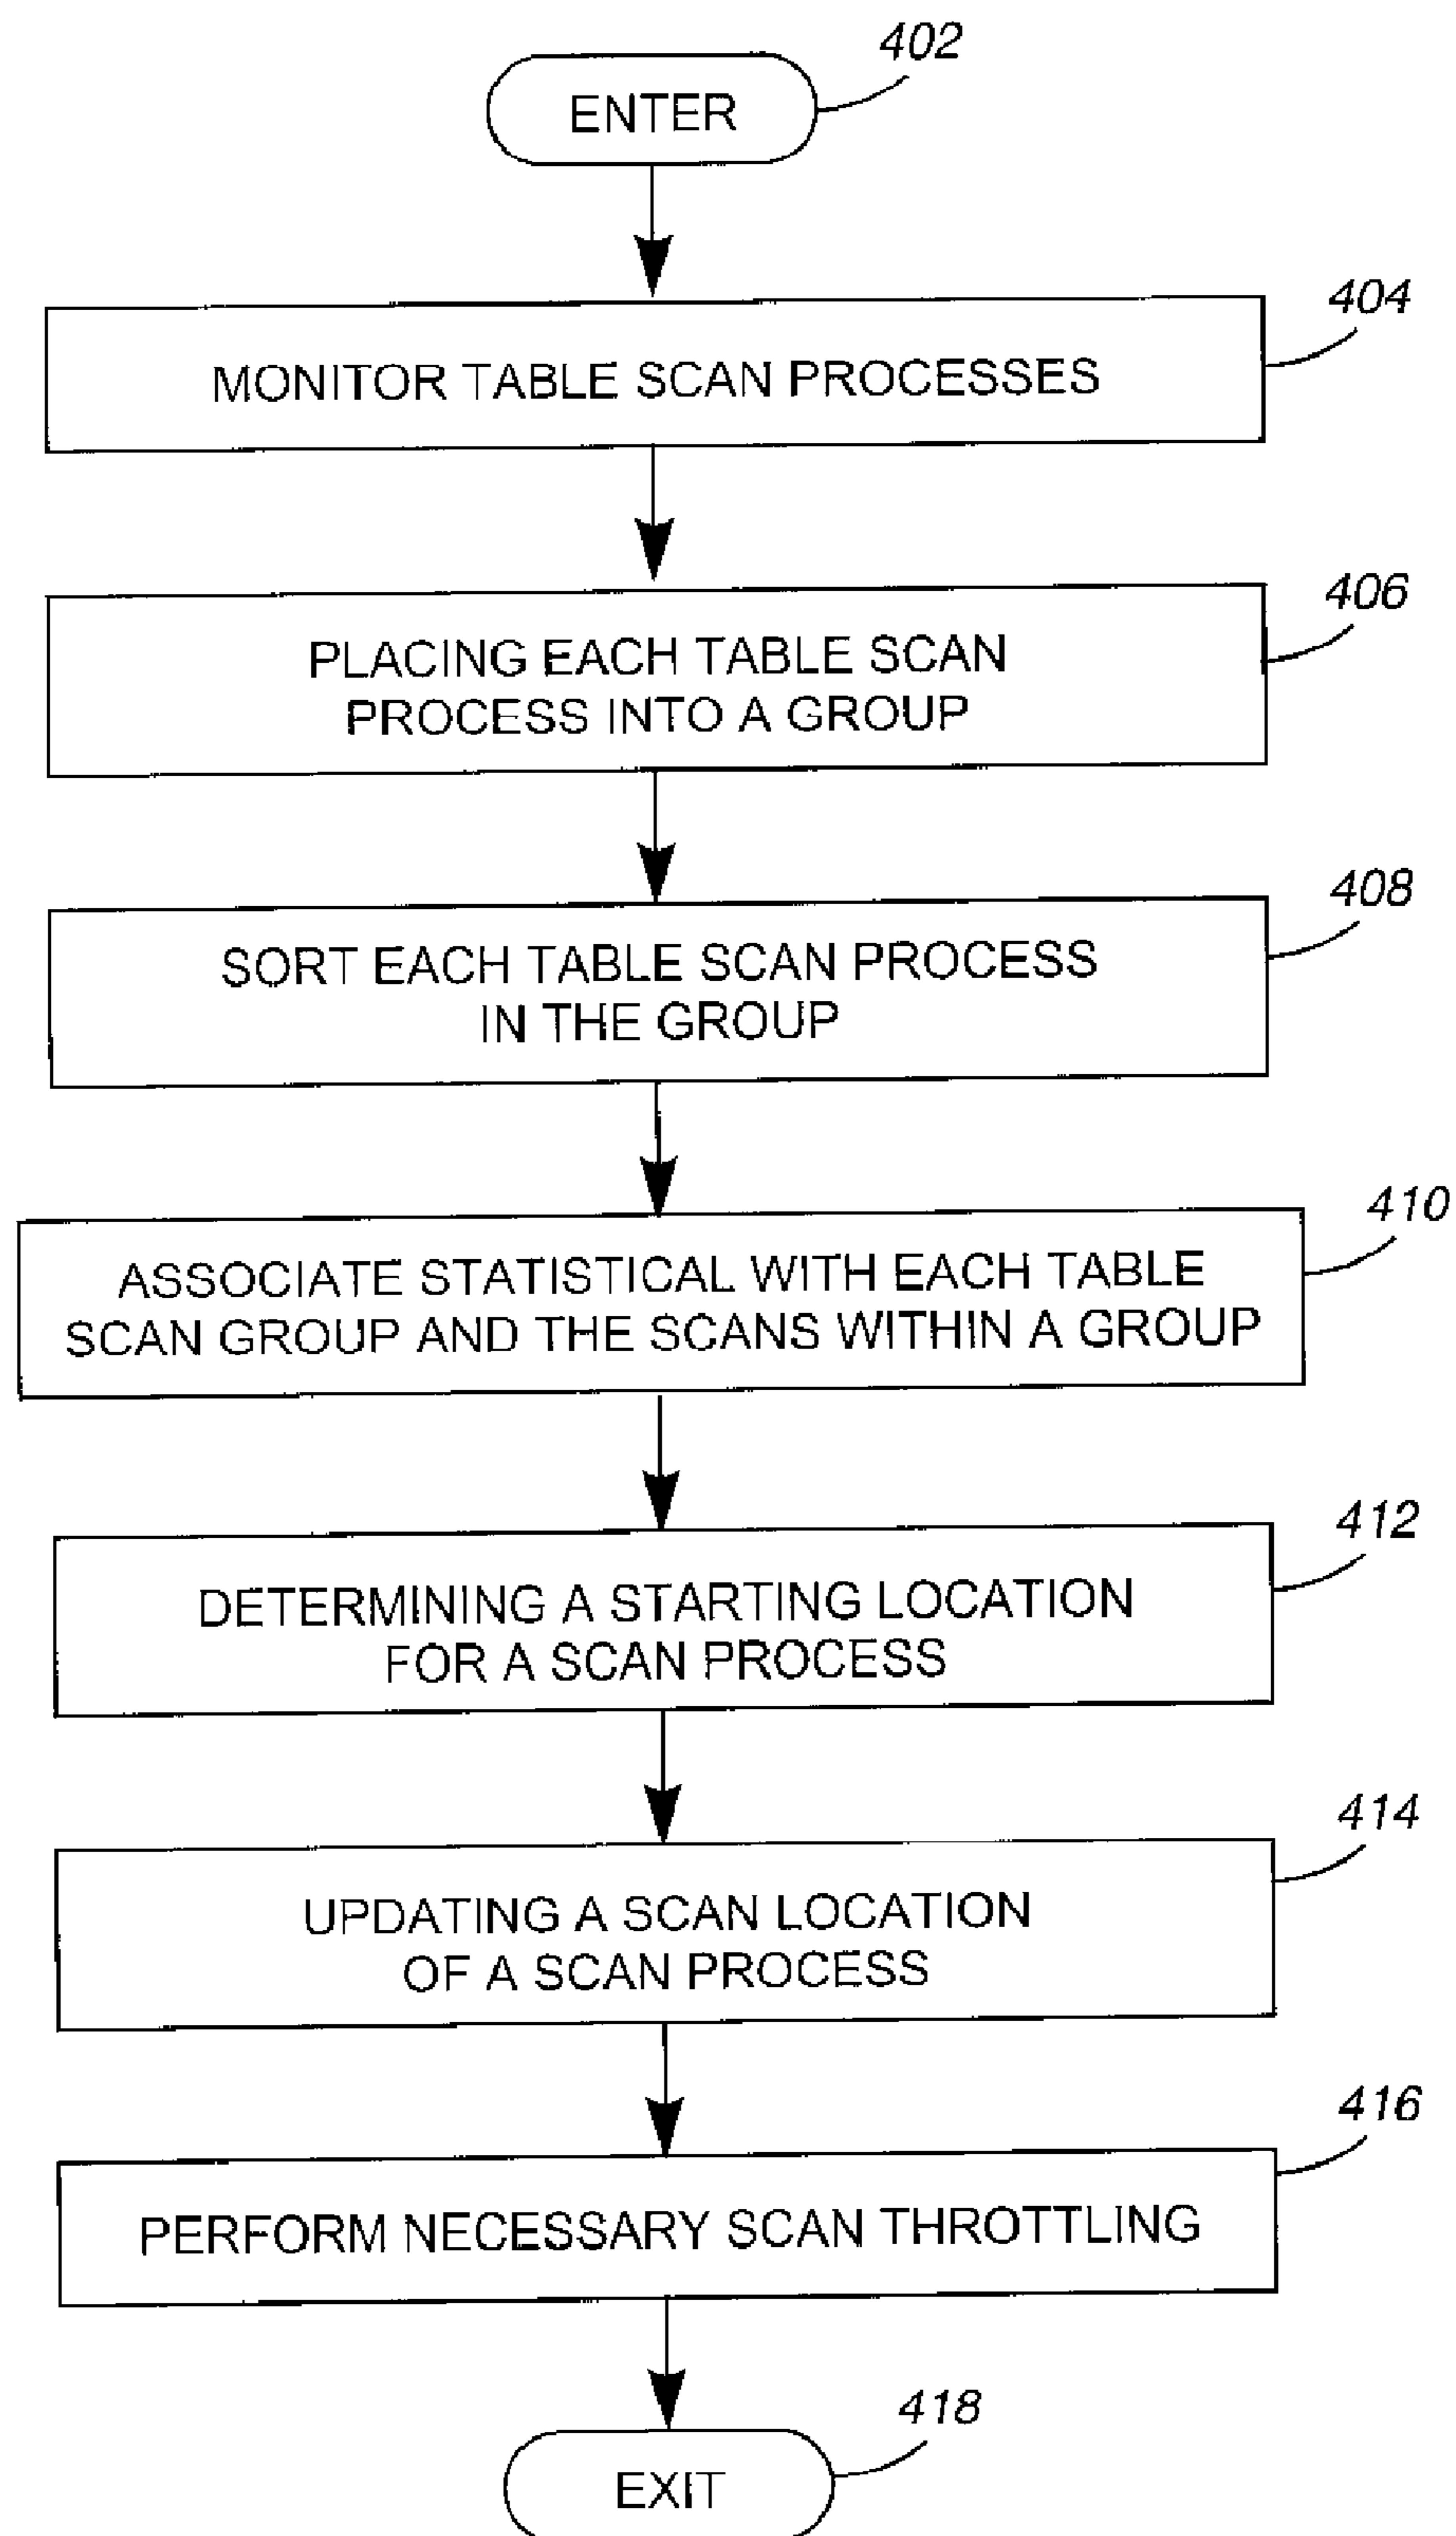 402
ENTER
404
MONITOR TABLE SCAN PROCESSES
406
PLACING EACH TABLE SCAN
PROCESS INTO A GROUP
408
SORT EACH TABLE SCAN PROCESS
IN THE GROUP
410
ASSOCIATE STATISTICAL WITH EACH TABLE
SCAN GROUP AND THE SCANS WITHIN A GROUP
412
DETERMINING A STARTING LOCATION
FOR A SCAN PROCESS
414
UPDATING A SCAN LOCATION
OF A SCAN PROCESS
416
PERFORM NECESSARY SCAN THROTTLING
418
EXIT